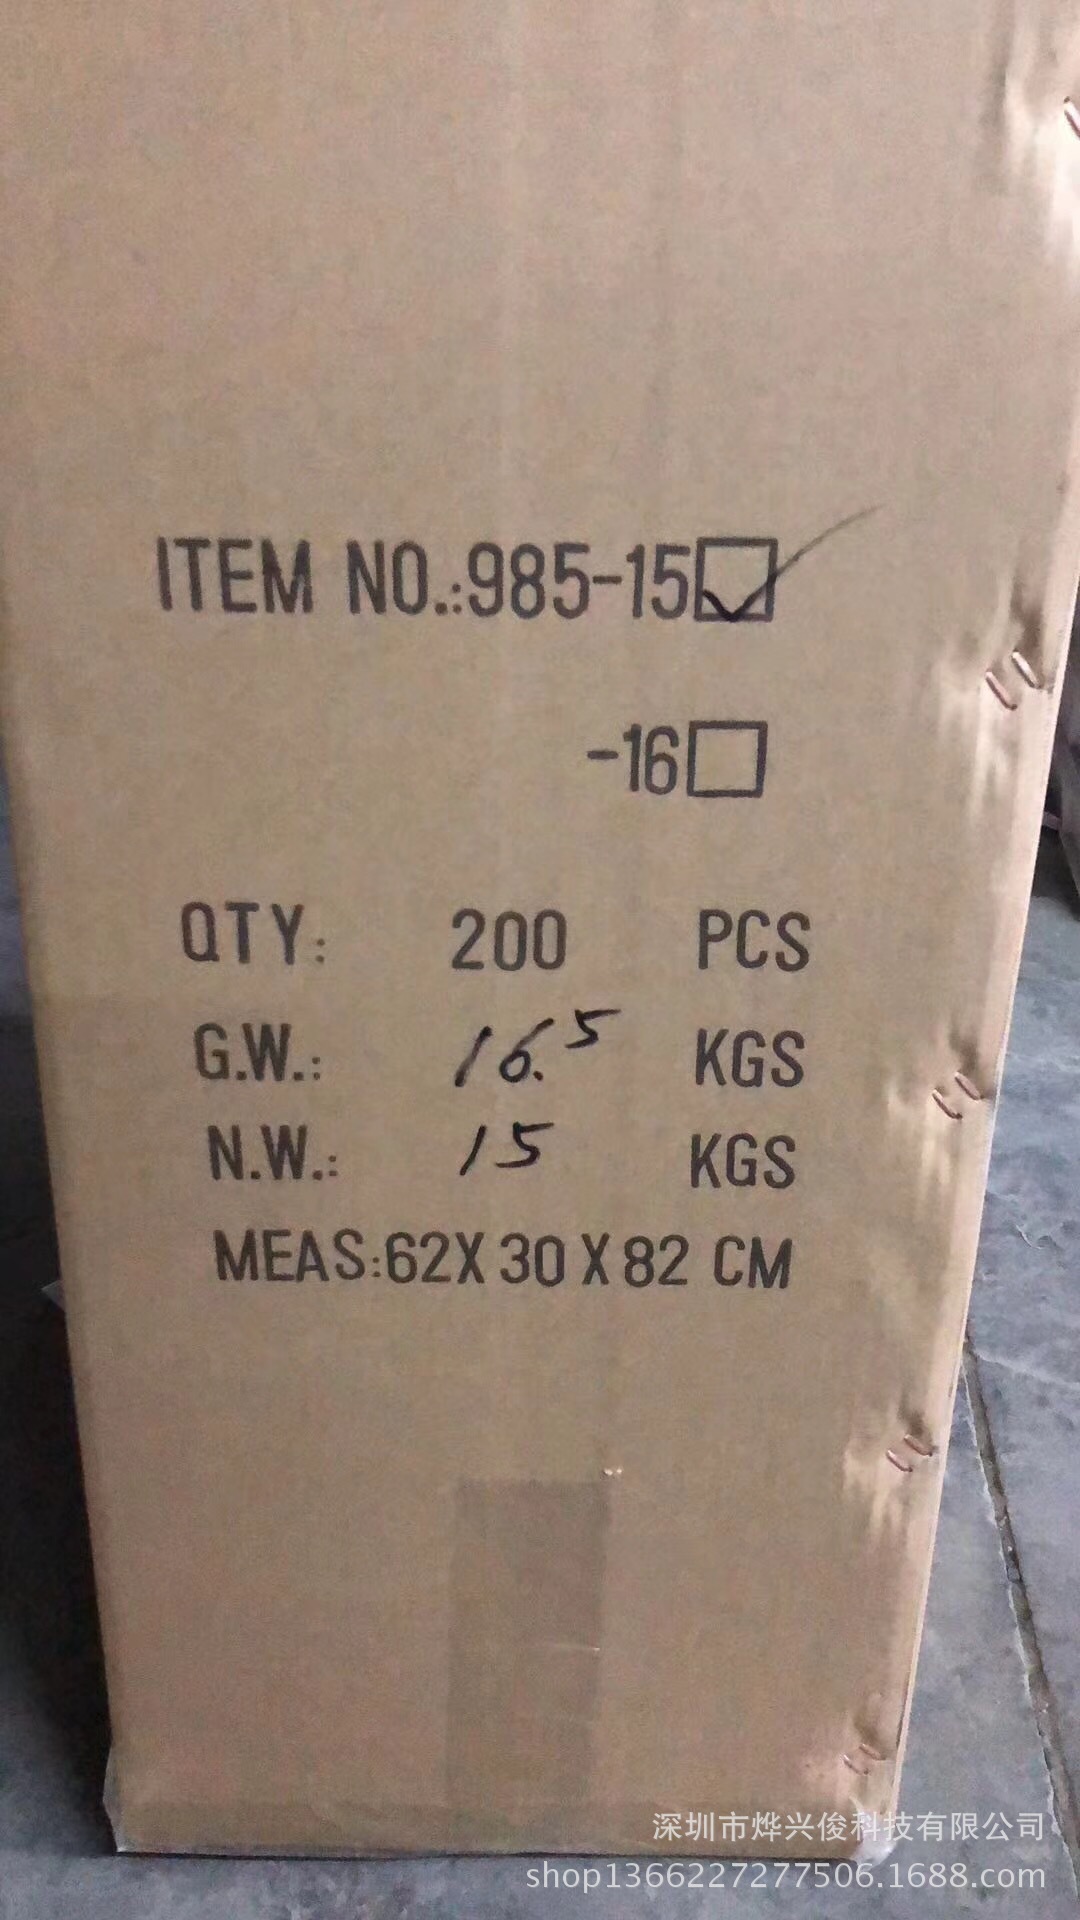 ITEM NO.:985-15
-16
QTY: 200 PCS
G.W.: 16.5 KGS
N.W.: 15 KGS
MEAS:62X30X82 CM
深圳市烨兴俊科技有限公司
shop1366227277506.1688.com